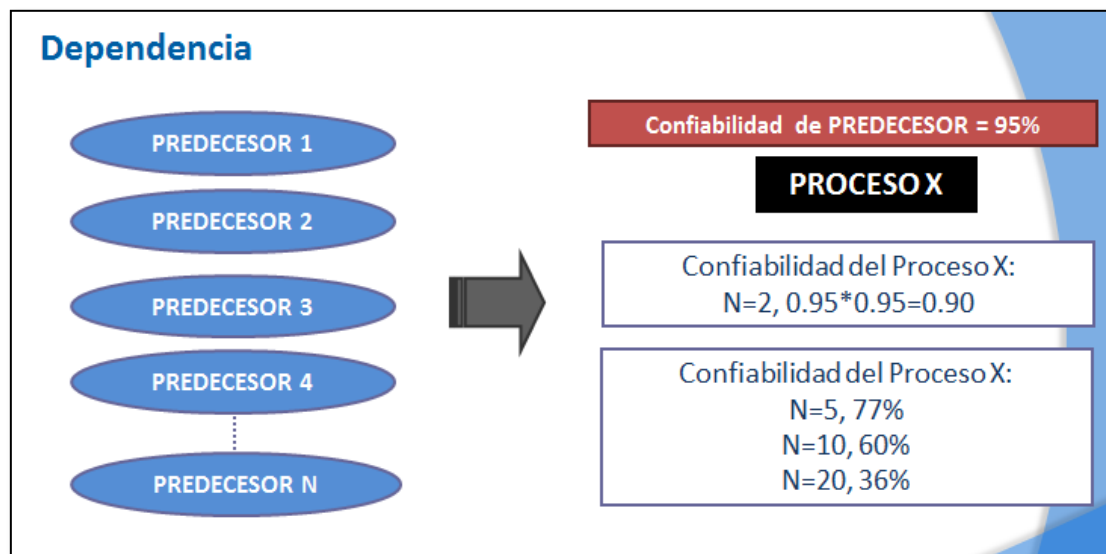 Dependencia
PREDECESOR 1
PREDECESOR 2
PREDECESOR 3
PREDECESOR 4
PREDECESOR N
Confiabilidad de PREDECESOR = 95%
PROCESO X
Confiabilidad del Proceso X:
N=2, 0.95*0.95=0.90
Confiabilidad del Proceso X:
N=5, 77%
N=10, 60%
N=20, 36%